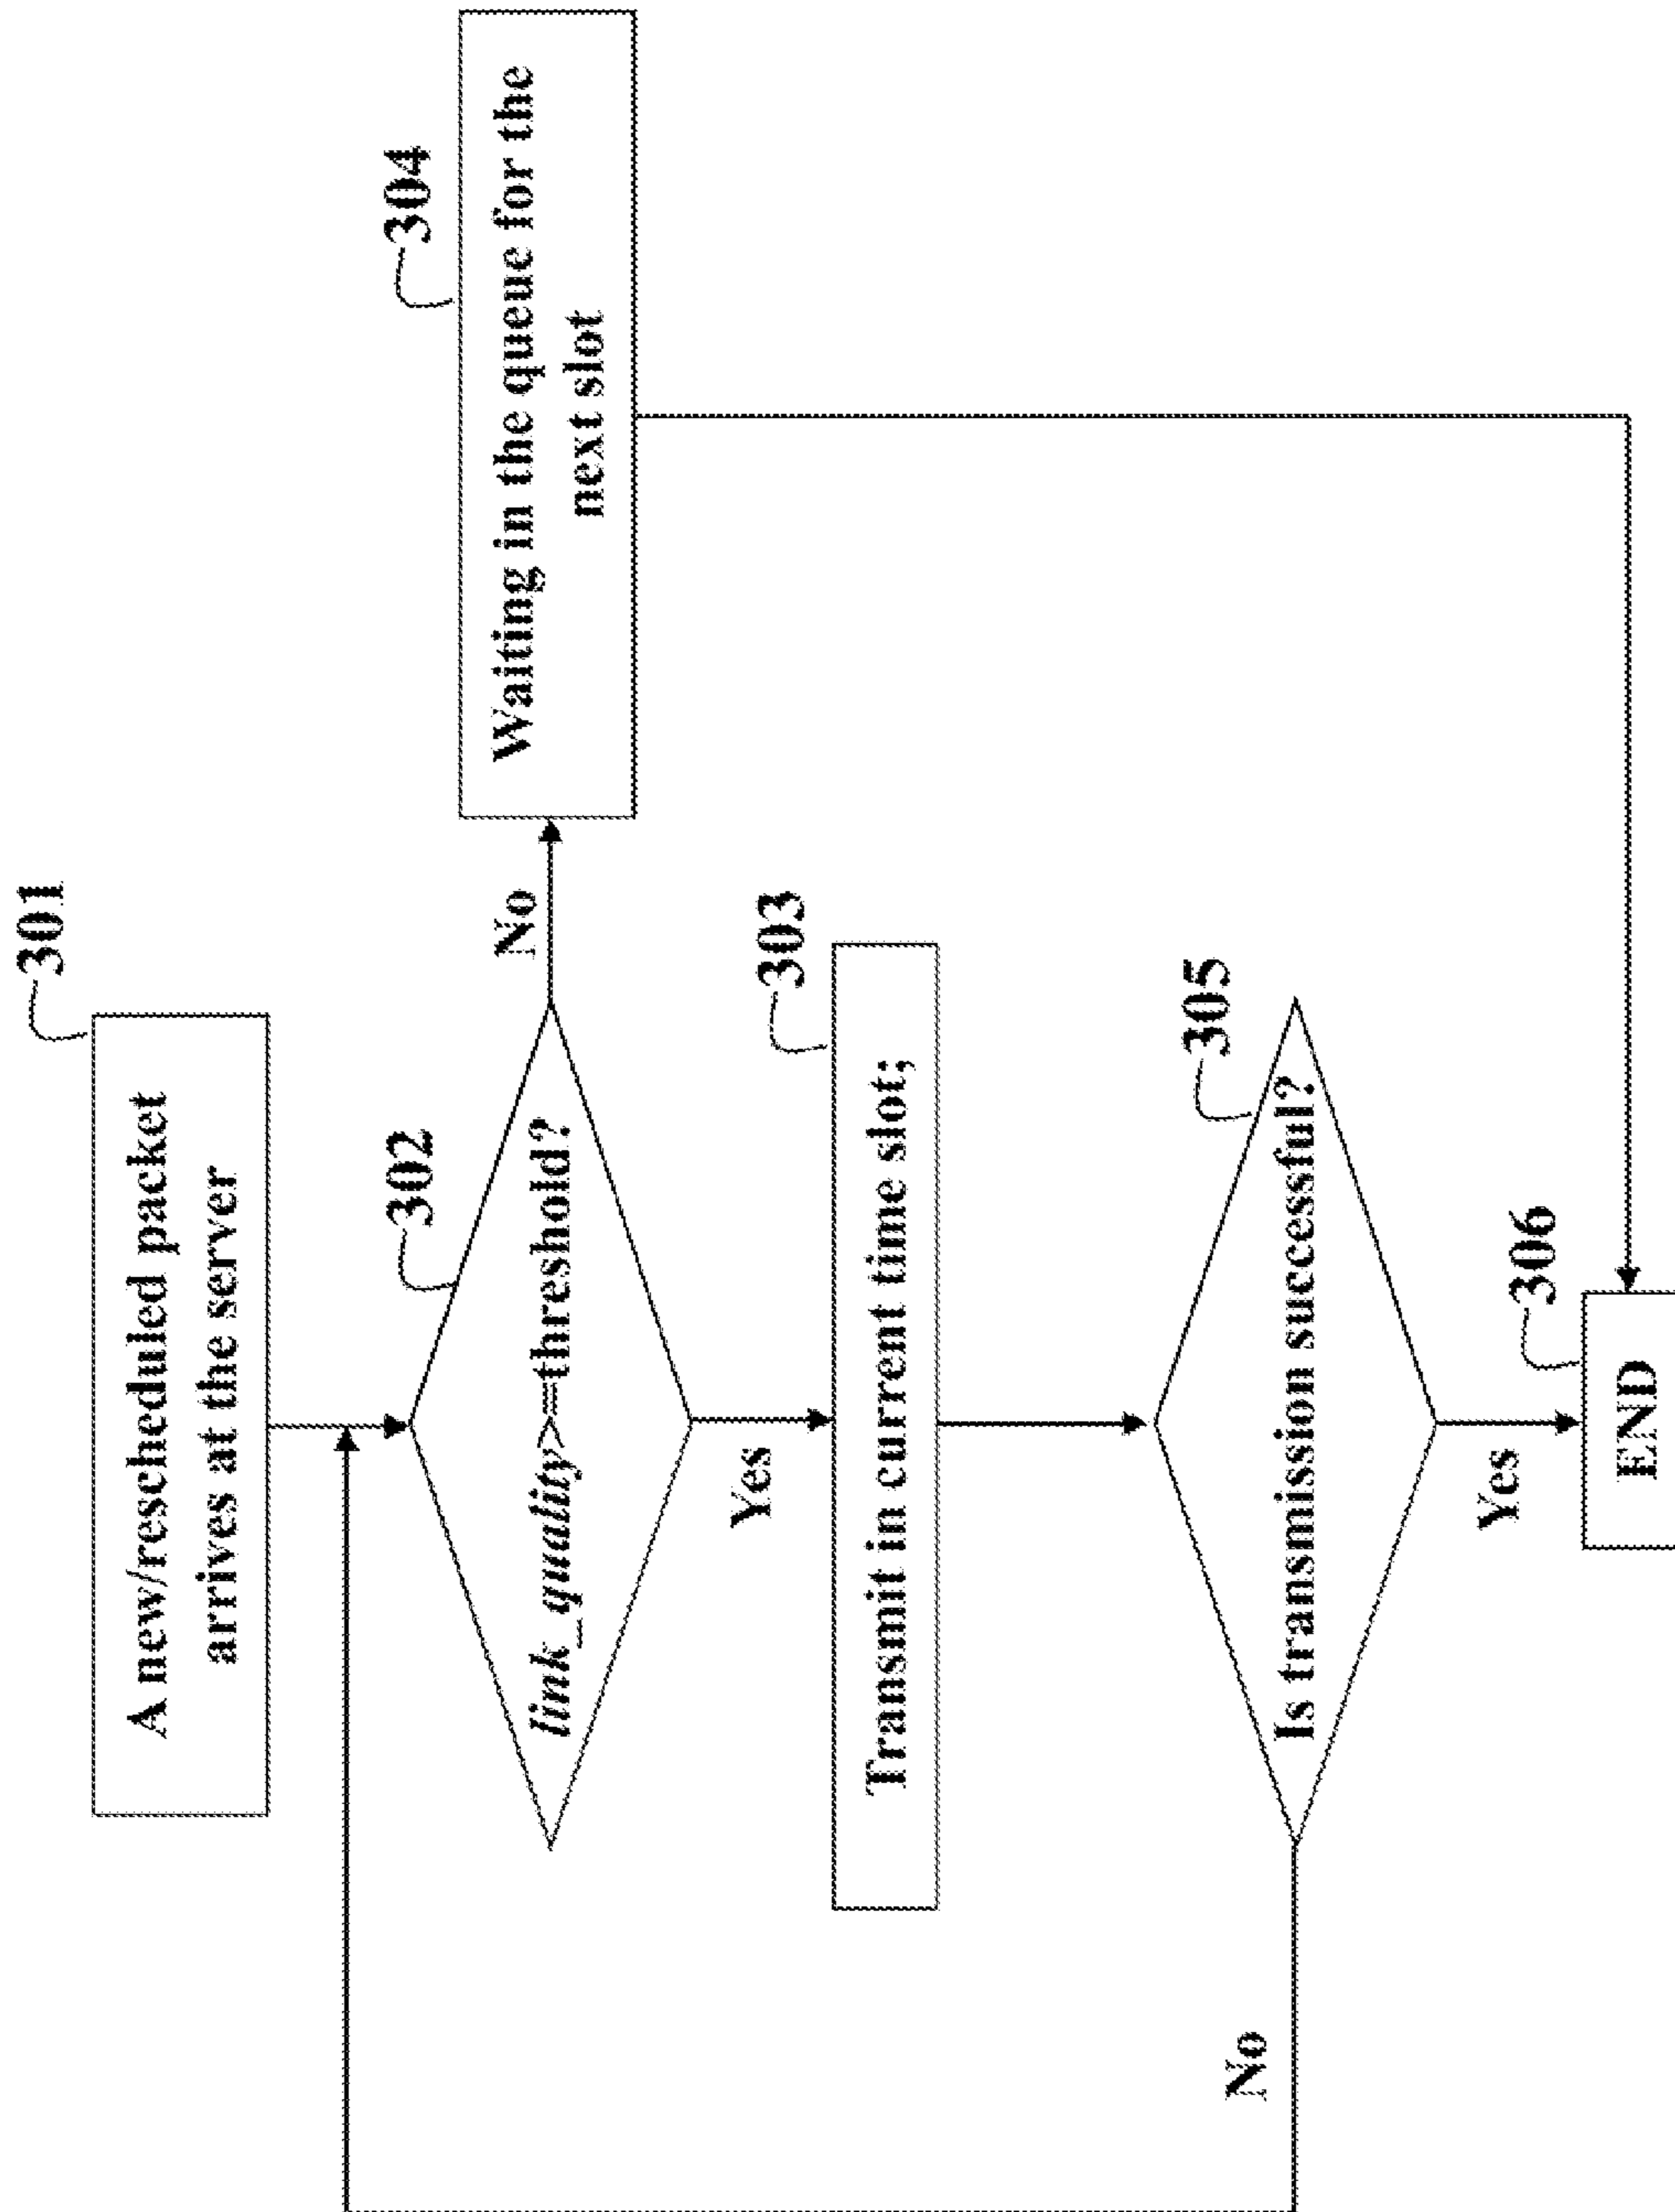 301
A new/rescheduled packet
arrives at the server
302
link_quality>=threshold?
No
304
Waiting in the queue for the
next slot
Yes
303
Transmit in current time slot;
305
Is transmission successful?
No
Yes
306
END